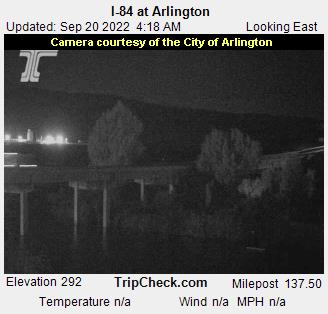 I-84 at Arlington
Updated: Sep 20 2022 4:18 AM Looking East
Camera courtesy of the City of Arlington
Elevation 292 TripCheck.com Milepost 137.50
Temperature n/a Wind n/a MPH n/a